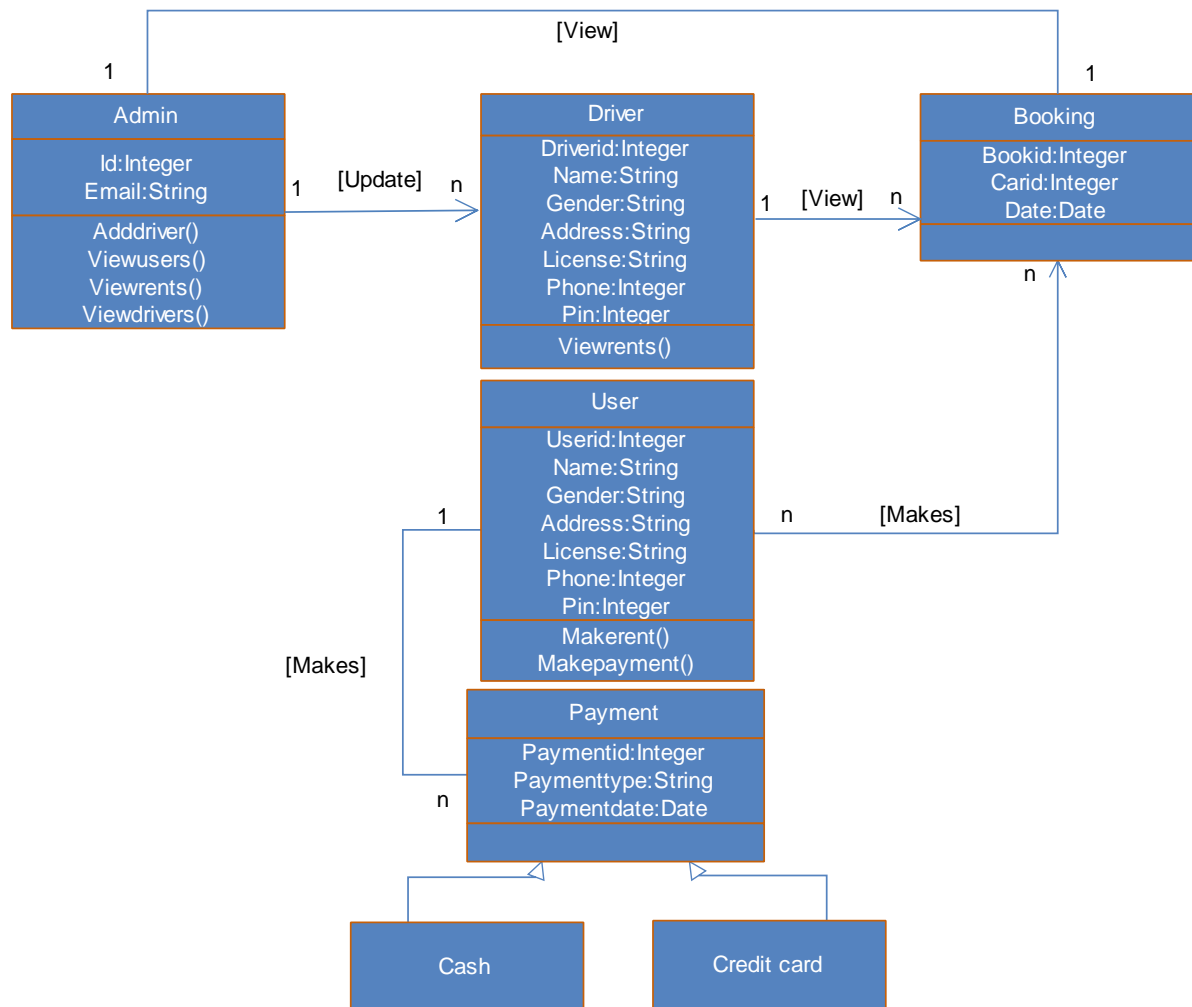 [View]
1
1
Admin
Id:Integer
Email:String
Adddriver()
Viewusers()
Viewrents()
Viewdrivers()
1
[Update]
n
Driver
Driverid:Integer
Name:String
Gender:String
Address:String
License:String
Phone:Integer
Pin:Integer
Viewrents()
1
[View]
n
Booking
Bookid:Integer
Carid:Integer
Date:Date
n
User
Userid:Integer
Name:String
Gender:String
Address:String
License:String
Phone:Integer
Pin:Integer
Makerent()
Makepayment()
n
[Makes]
1
[Makes]
n
Payment
Paymentid:Integer
Paymenttype:String
Paymentdate:Date
Cash
Credit card